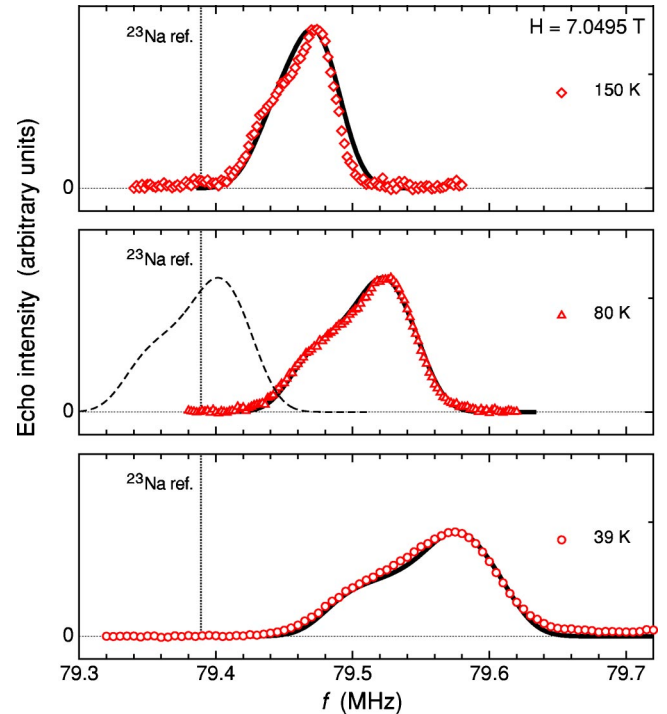 Echo intensity (arbitrary units)
²³Na ref.
H = 7.0495 T
150 K
0
²³Na ref.
80 K
0
²³Na ref.
39 K
0
79.3 79.4 79.5 79.6 79.7
f (MHz)